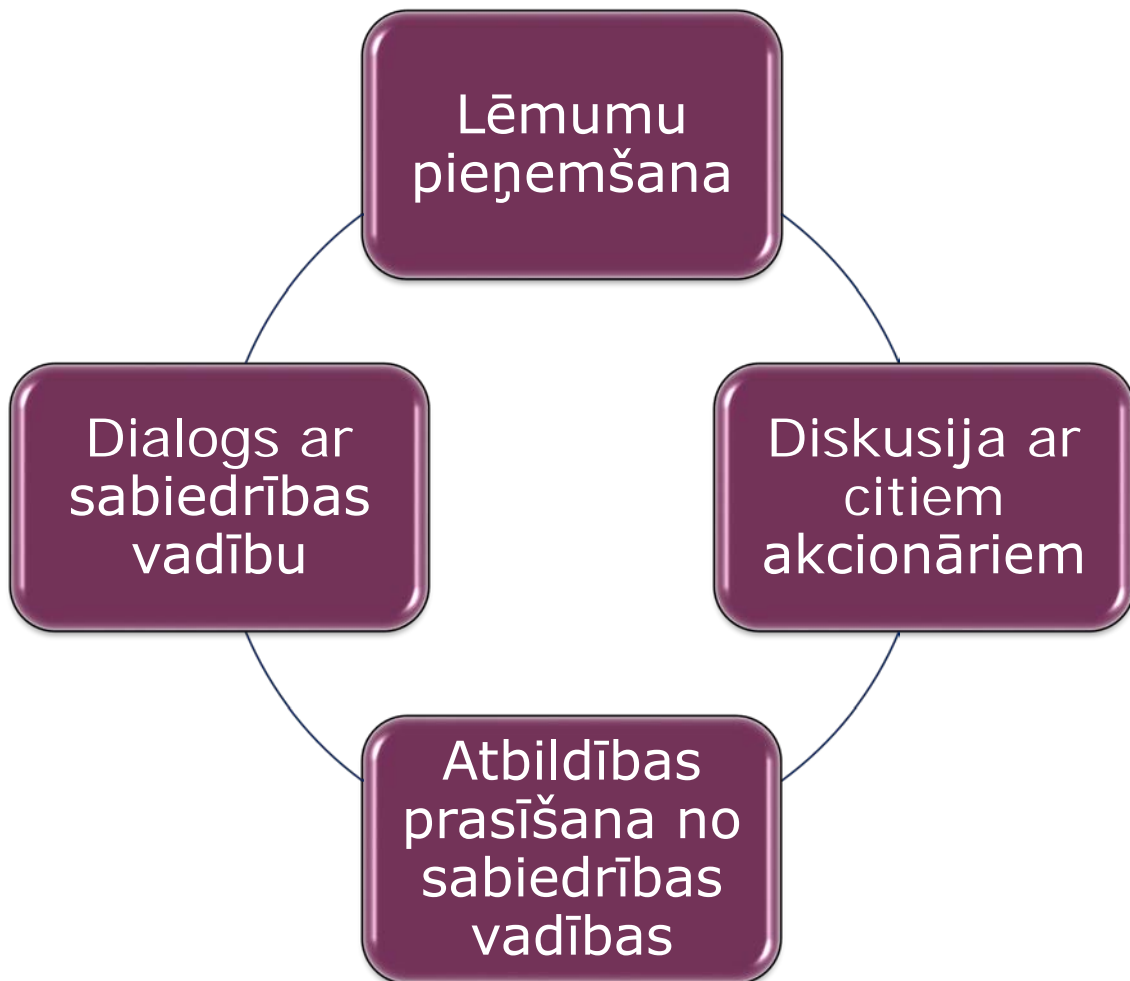 Lēmumu
pieņemšana
Dialogs ar
sabiedrības
vadību
Diskusija ar
citiem
akcionāriem
Atbildības
prasīšana no
sabiedrības
vadības